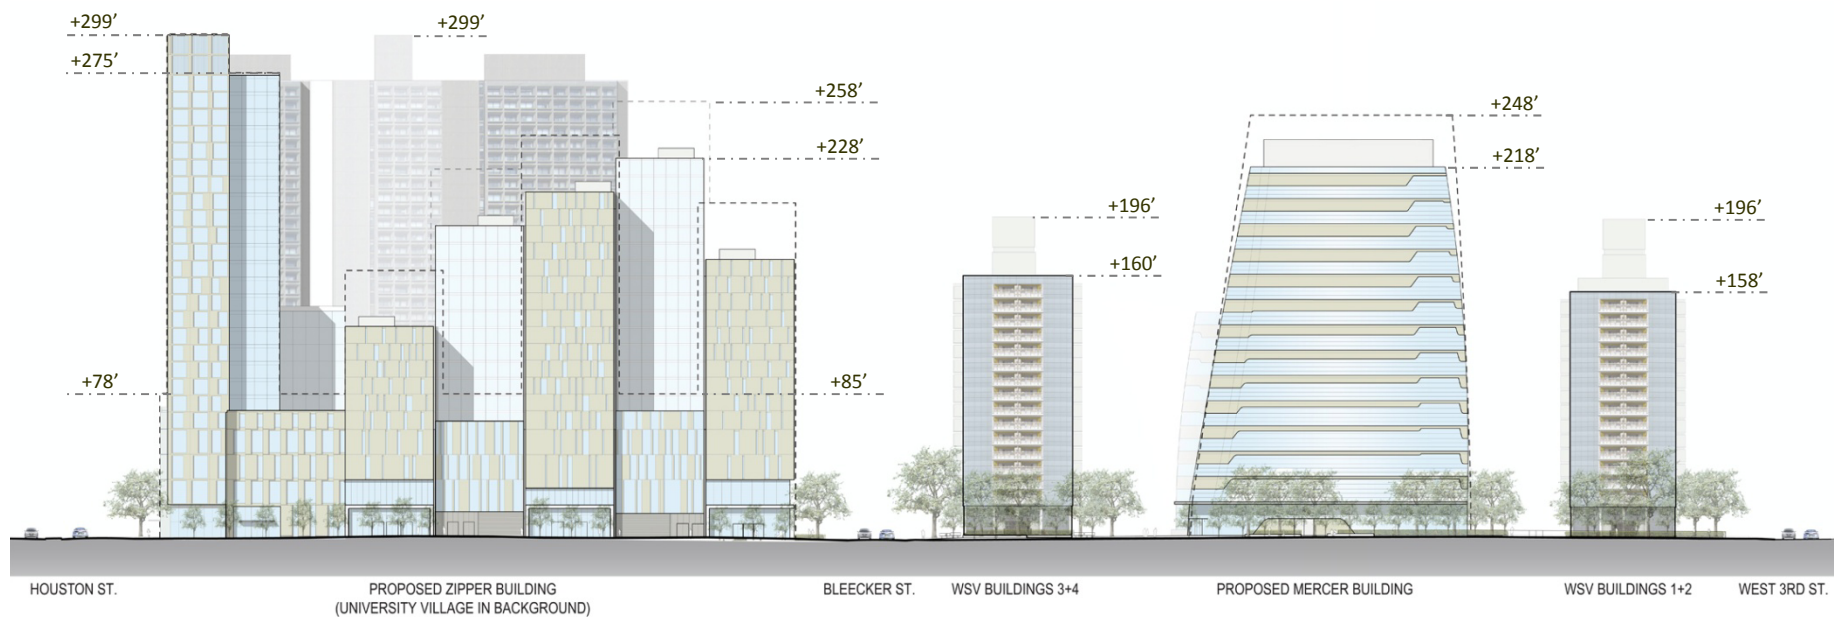 +299’
+299’
+275’
+258’
+248’
+228’
+218’
+196’
+196’
+160’
+158’
+78’
+85’
HOUSTON ST.
PROPOSED ZIPPER BUILDING
(UNIVERSITY VILLAGE IN BACKGROUND)
BLEECKER ST.
WSV BUILDINGS 3+4
PROPOSED MERCER BUILDING
WSV BUILDINGS 1+2
WEST 3RD ST.